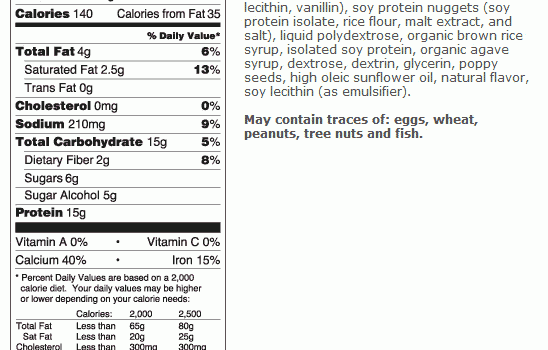 Calories 140 Calories from Fat 35
% Daily Value*
Total Fat 4g 6%
Saturated Fat 2.5g 13%
Trans Fat 0g
Cholesterol 0mg 0%
Sodium 210mg 9%
Total Carbohydrate 15g 5%
Dietary Fiber 2g 8%
Sugars 6g
Sugar Alcohol 5g
Protein 15g
Vitamin A 0% • Vitamin C 0%
Calcium 40% • Iron 15%
* Percent Daily Values are based on a 2,000
calorie diet. Your daily values may be higher
or lower depending on your calorie needs:
Calories: 2,000 2,500
Total Fat Less than 65g 80g
Sat Fat Less than 20g 25g
Cholesterol Less than 300mg 300mg
lecithin, vanillin), soy protein nuggets (soy
protein isolate, rice flour, malt extract, and
salt), liquid polydextrose, organic brown rice
syrup, isolated soy protein, organic agave
syrup, dextrose, dextrin, glycerin, poppy
seeds, high oleic sunflower oil, natural flavor,
soy lecithin (as emulsifier).
May contain traces of: eggs, wheat,
peanuts, tree nuts and fish.